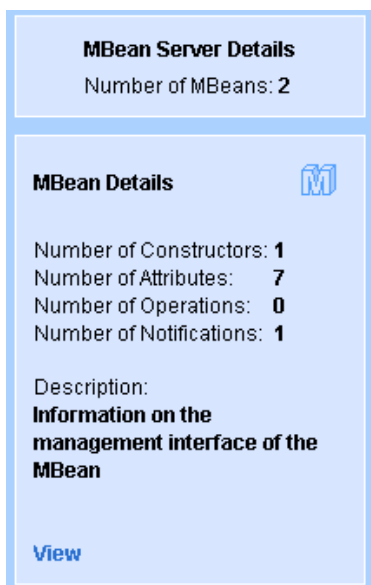 MBean Server Details
Number of MBeans: 2
MBean Details
M
Number of Constructors: 1
Number of Attributes: 7
Number of Operations: 0
Number of Notifications: 1
Description:
Information on the
management interface of the
MBean
View